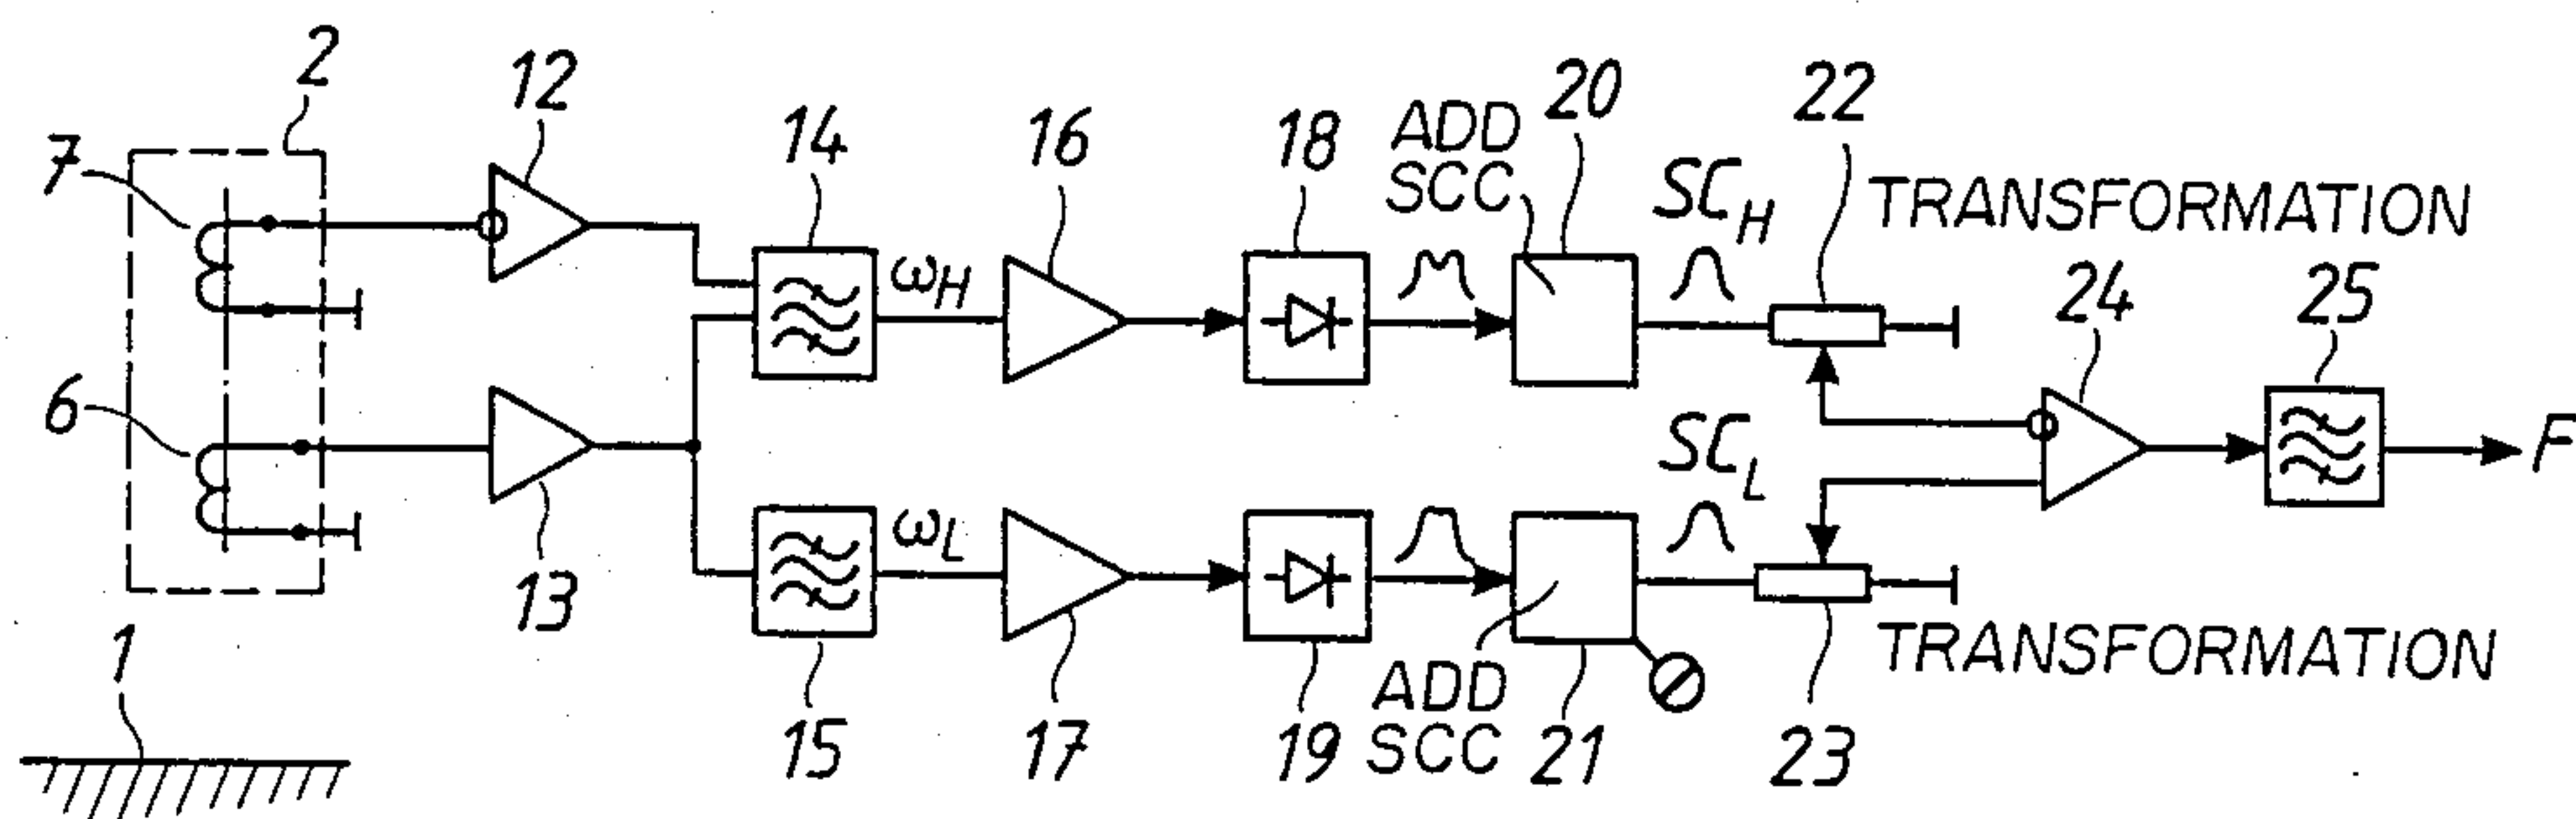 2
12
7
14
16
18
ADD
SCC
20
SC_H
22
TRANSFORMATION
ω_H
24
25
6
13
F
SC_L
ω_L
1
15
17
19
ADD
SCC
21
23
TRANSFORMATION